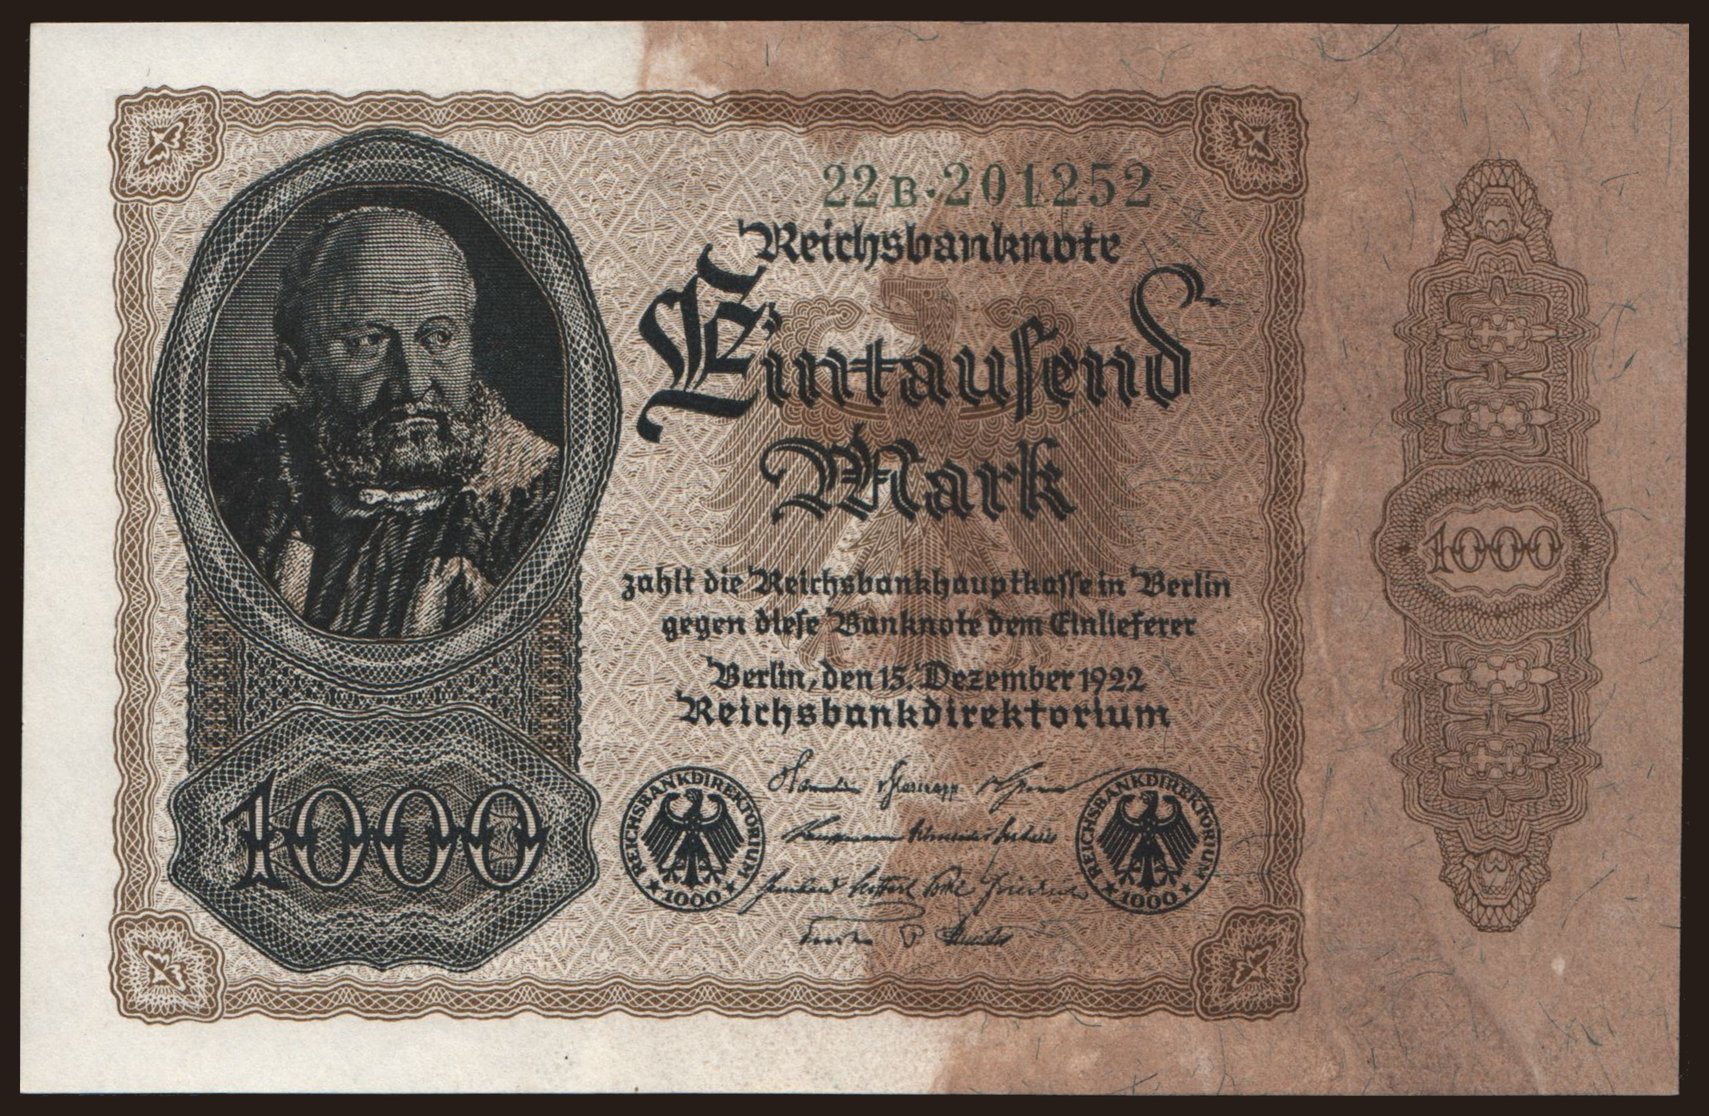 22B·201252
Reichsbanknote
Eintausend
Mark
zahlt die Reichsbankhauptkasse in Berlin
gegen diese Banknote dem Einlieferer
Berlin, den 15. Dezember 1922
Reichsbankdirektorium
1000
1000
REICHSBANKDIREKTORIUM
1000
REICHSBANKDIREKTORIUM
1000